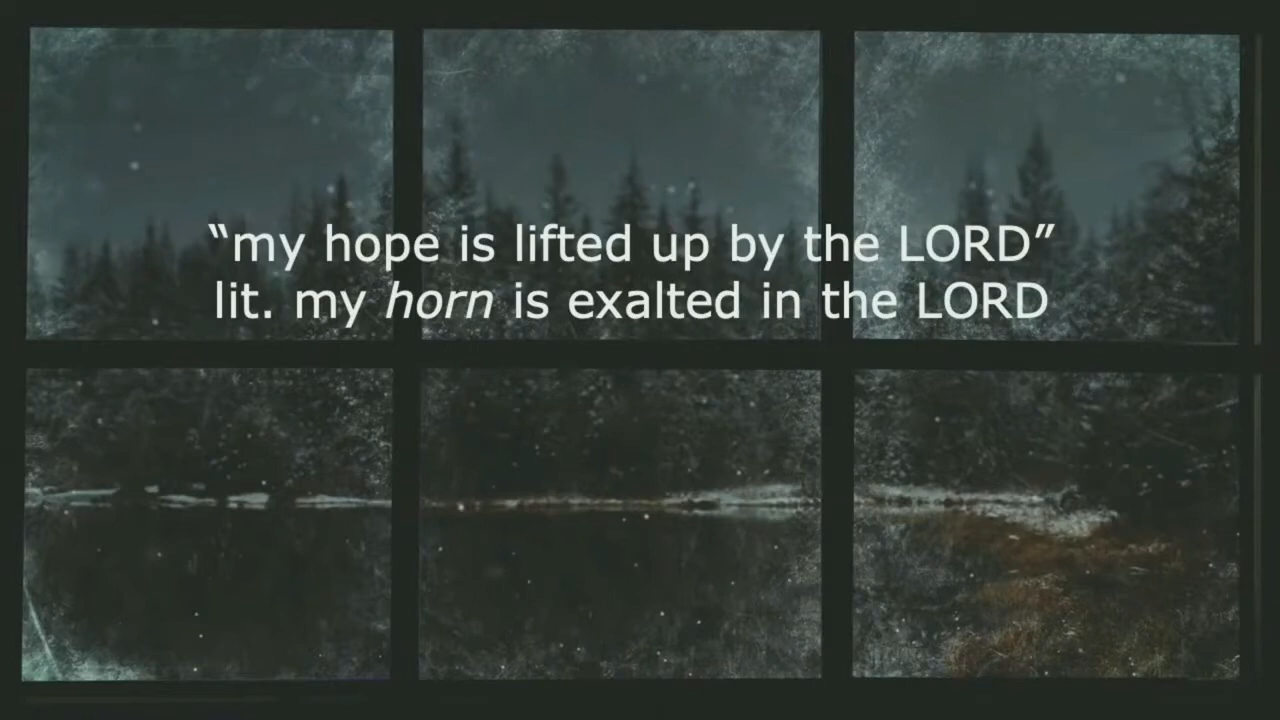 “my hope is lifted up by the LORD”
lit. my horn is exalted in the LORD